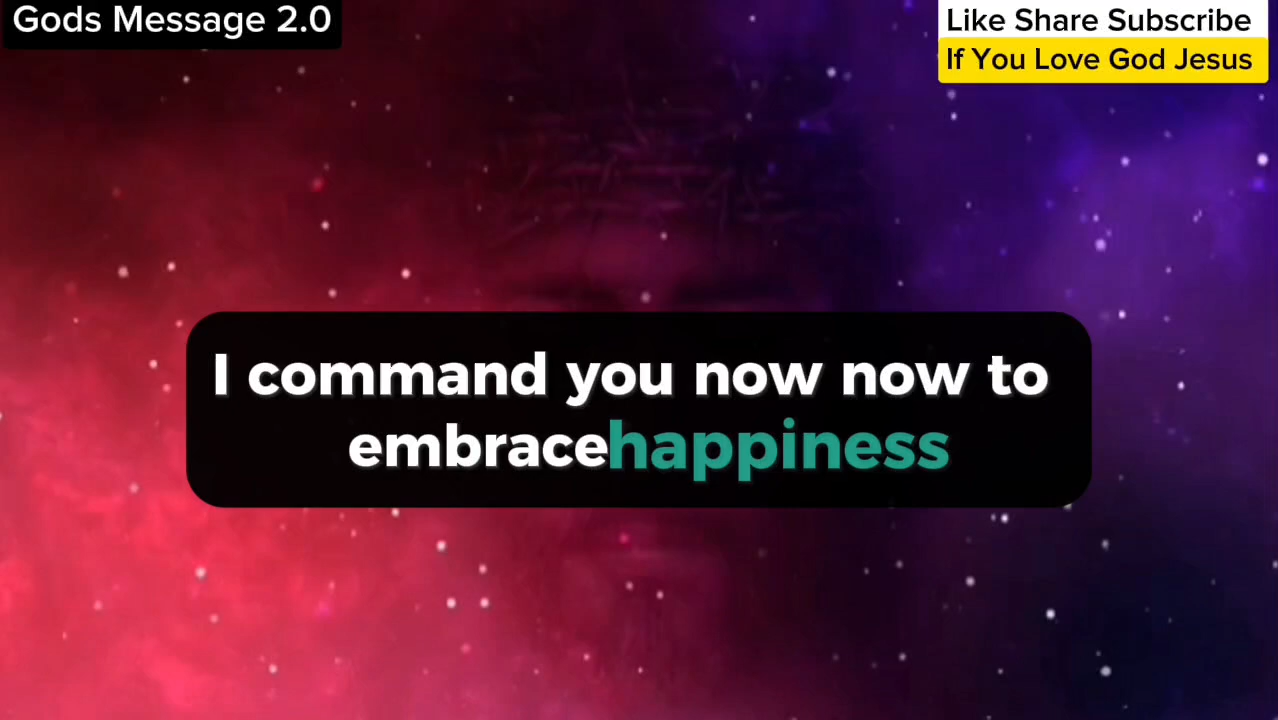 Gods Message 2.0
Like Share Subscribe
If You Love God Jesus
I command you now now to
embracehappiness